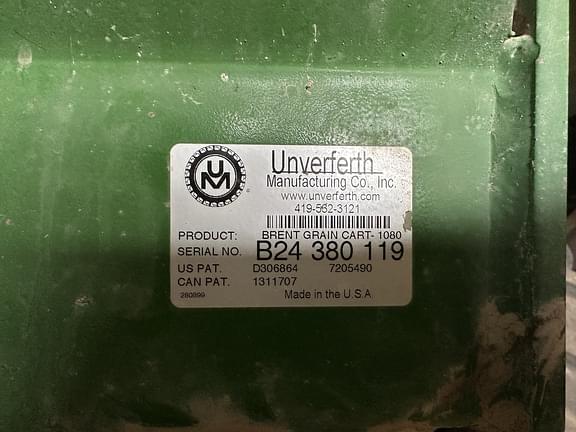 UM
Unverferth
Manufacturing Co., Inc.
www.unverferth.com
419-562-3121
PRODUCT: BRENT GRAIN CART- 1080
SERIAL NO. B24 380 119
US PAT. D306864 7205490
CAN PAT. 1311707
280899 Made in the U.S.A.